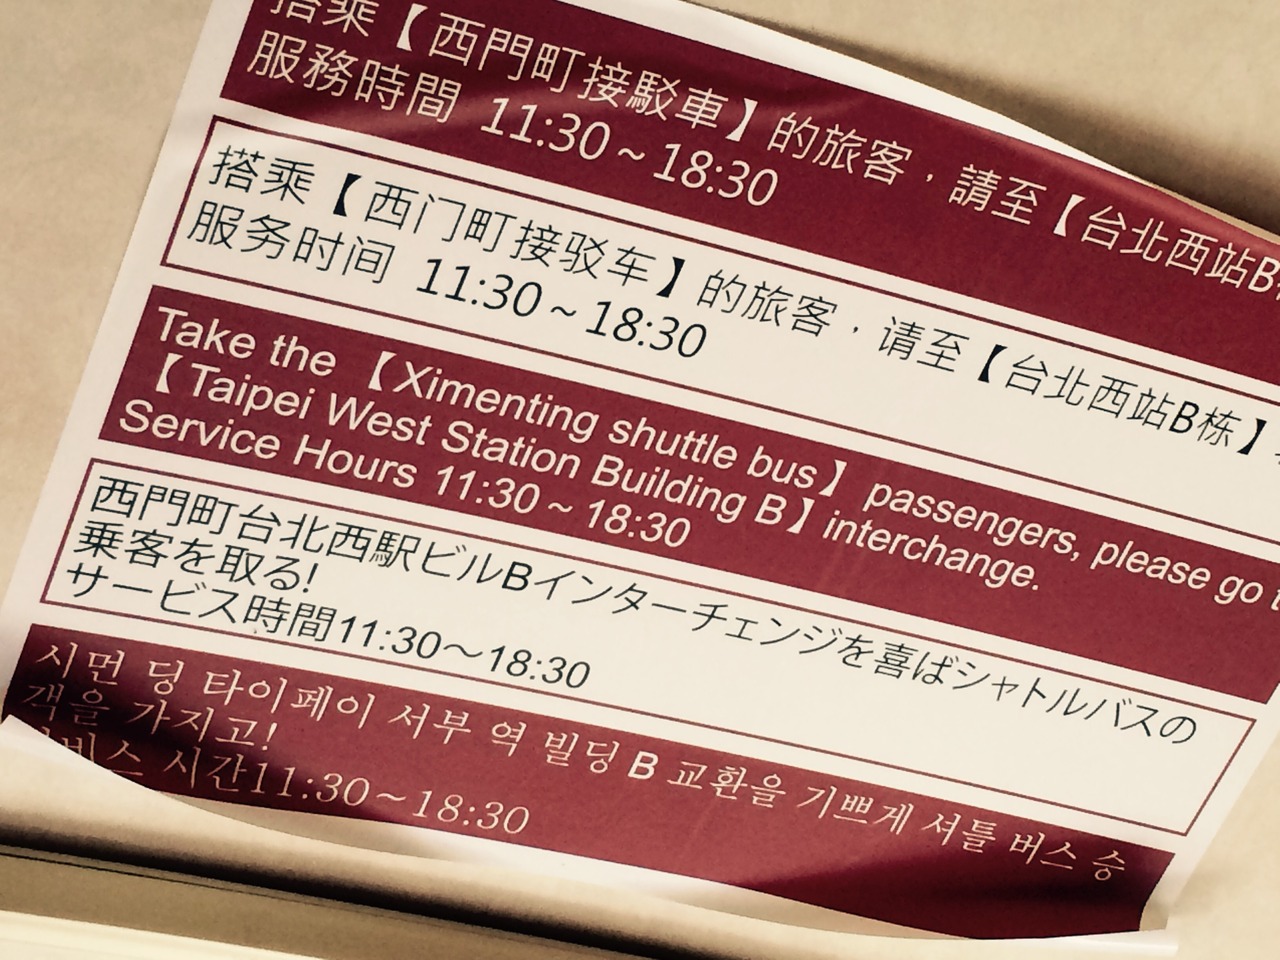 搭乘【西門町接駁車】的旅客，請至【台北西站B
服務時間 11:30～18:30
搭乘【西门町接驳车】的旅客，请至【台北西站B栋】
服务时间 11:30～18:30
Take the 【Ximenting shuttle bus】 passengers, please go
【Taipei West Station Building B】interchange.
Service Hours 11:30～18:30
西門町台北西駅ビルBインターチェンジを喜ばシャトルバスの
乗客を取る!
サービス時間11:30～18:30
시먼 딩 타이페이 서부 역 빌딩 B 교환을 기쁘게 셔틀 버스 승
객을 가지고!
비스 시간11:30～18:30